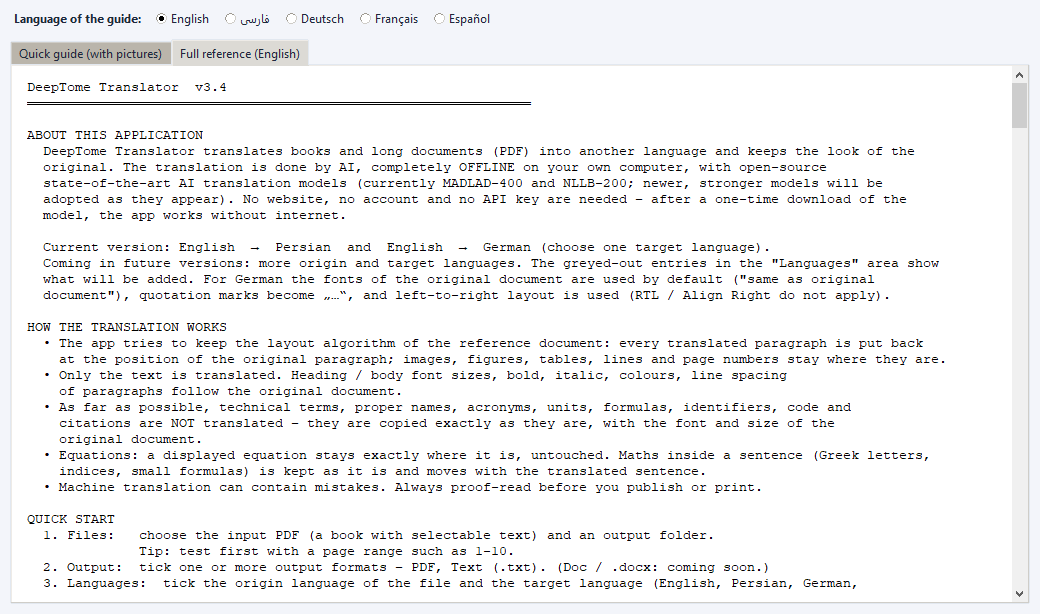 Language of the guide: English فارسی Deutsch Français Español
Quick guide (with pictures) Full reference (English)
DeepTome Translator v3.4
ABOUT THIS APPLICATION
DeepTome Translator translates books and long documents (PDF) into another language and keeps the look of the
original. The translation is done by AI, completely OFFLINE on your own computer, with open-source
state-of-the-art AI translation models (currently MADLAD-400 and NLLB-200; newer, stronger models will be
adopted as they appear). No website, no account and no API key are needed – after a one-time download of the
model, the app works without internet.
Current version: English → Persian and English → German (choose one target language).
Coming in future versions: more origin and target languages. The greyed-out entries in the "Languages" area show
what will be added. For German the fonts of the original document are used by default ("same as original
document"), quotation marks become „…“, and left-to-right layout is used (RTL / Align Right do not apply).
HOW THE TRANSLATION WORKS
• The app tries to keep the layout algorithm of the reference document: every translated paragraph is put back
at the position of the original paragraph; images, figures, tables, lines and page numbers stay where they are.
• Only the text is translated. Heading / body font sizes, bold, italic, colours, line spacing
of paragraphs follow the original document.
• As far as possible, technical terms, proper names, acronyms, units, formulas, identifiers, code and
citations are NOT translated – they are copied exactly as they are, with the font and size of the
original document.
• Equations: a displayed equation stays exactly where it is, untouched. Maths inside a sentence (Greek letters,
indices, small formulas) is kept as it is and moves with the translated sentence.
• Machine translation can contain mistakes. Always proof-read before you publish or print.
QUICK START
1. Files: choose the input PDF (a book with selectable text) and an output folder.
Tip: test first with a page range such as 1-10.
2. Output: tick one or more output formats – PDF, Text (.txt). (Doc / .docx: coming soon.)
3. Languages: tick the origin language of the file and the target language (English, Persian, German,